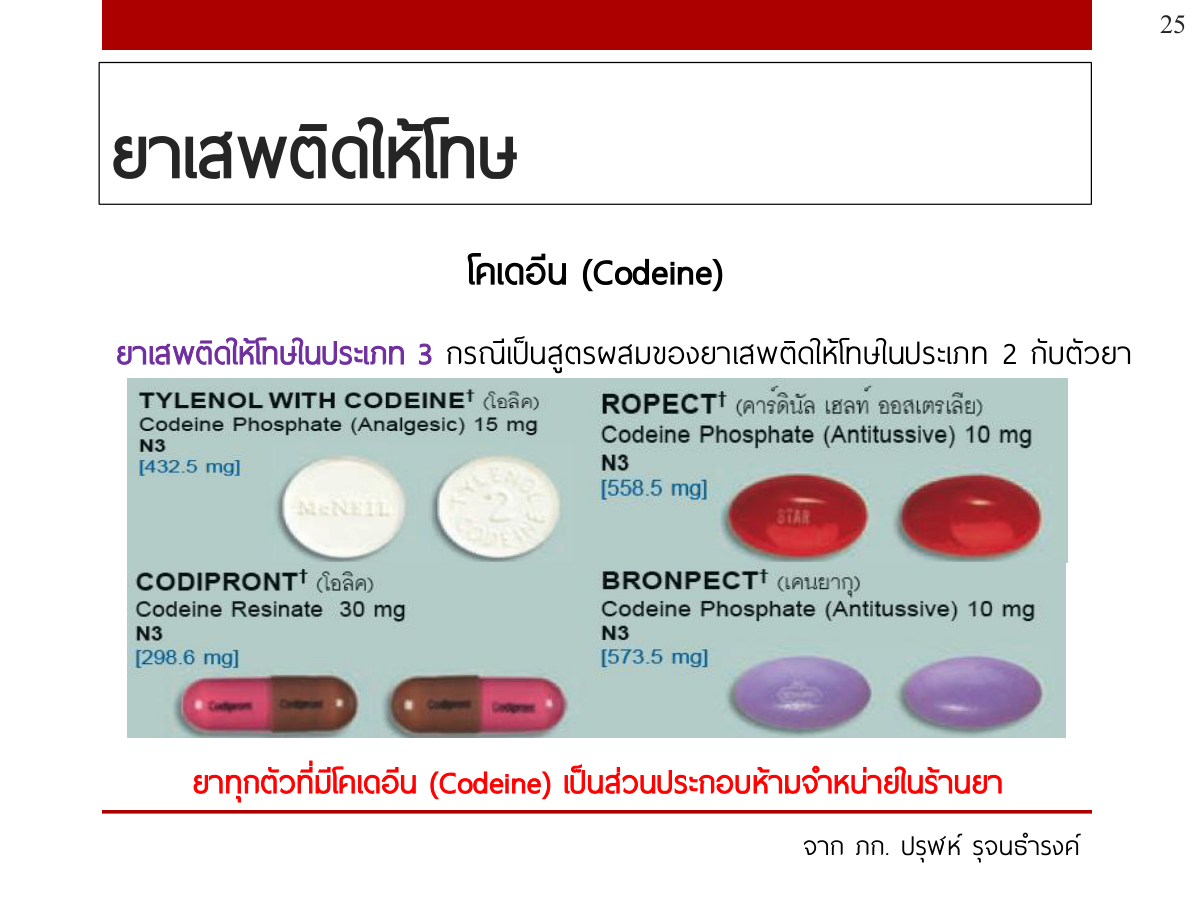 25
ยาเสพติดให้โทษ
โคเดอีน (Codeine)
ยาเสพติดให้โทษในประเภท 3 กรณีเป็นสูตรผสมของยาเสพติดให้โทษในประเภท 2 กับตัวยา
TYLENOL WITH CODEINE† (โอลิค)
Codeine Phosphate (Analgesic) 15 mg
N3
[432.5 mg]
McNEIL
TYLENOL 2 CODEINE
ROPECT† (คาร์ดินัล เฮลท์ ออสเตรเลีย)
Codeine Phosphate (Antitussive) 10 mg
N3
[558.5 mg]
STAR
CODIPRONT† (โอลิค)
Codeine Resinate 30 mg
N3
[298.6 mg]
Codipront Codipront Codipront Codipront
BRONPECT† (เคนยากุ)
Codeine Phosphate (Antitussive) 10 mg
N3
[573.5 mg]
ยาทุกตัวที่มีโคเดอีน (Codeine) เป็นส่วนประกอบห้ามจำหน่ายในร้านยา
จาก ภก. ปรุฬห์ รุจนธำรงค์